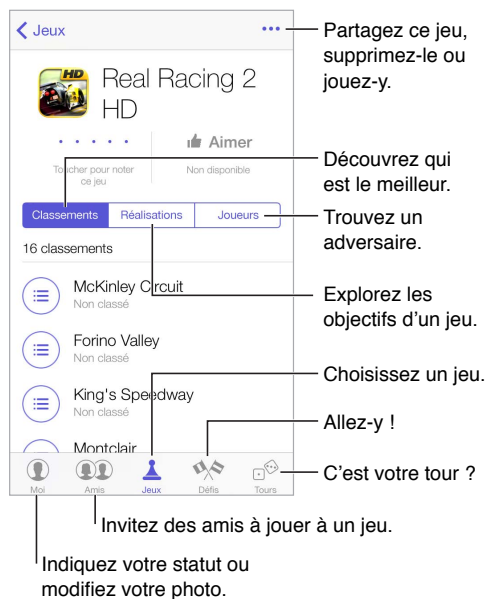 Jeux
Partagez ce jeu,
supprimez-le ou
jouez-y.
HD
Real Racing 2
HD
Aimer
Toucher pour noter
ce jeu
Non disponible
Découvrez qui
est le meilleur.
Classements
Réalisations
Joueurs
Trouvez un
adversaire.
16 classements
McKinley Circuit
Non classé
Explorez les
objectifs d'un jeu.
Forino Valley
Non classé
Choisissez un jeu.
King's Speedway
Non classé
Allez-y !
Montclair
C'est votre tour ?
Moi
Amis
Jeux
Défis
Tours
Invitez des amis à jouer à un jeu.
Indiquez votre statut ou
modifiez votre photo.